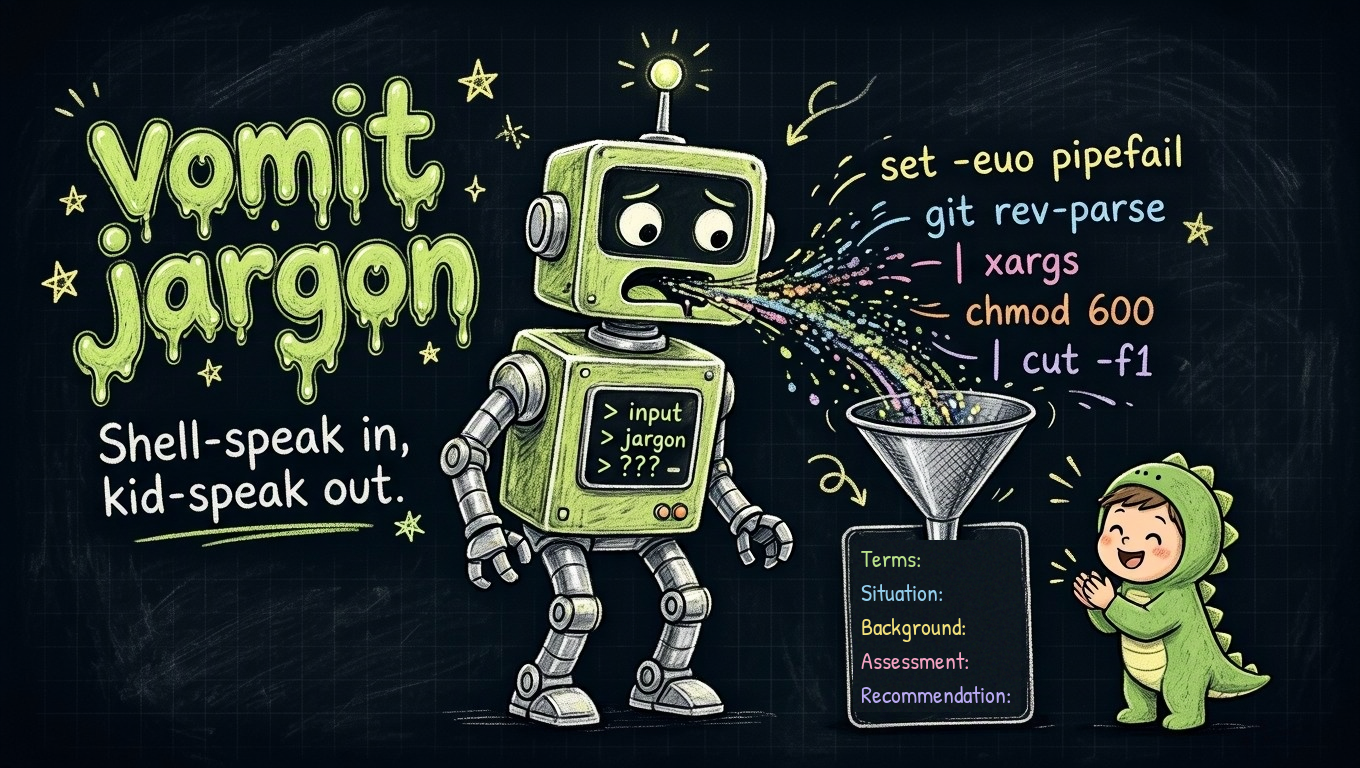 vomit
jargon
Shell-speak in,
kid-speak out.
> input
> jargon
> ??? _
set -euo pipefail
git rev-parse
| xargs
chmod 600
| cut -f1
Terms:
Situation:
Background:
Assessment:
Recommendation: